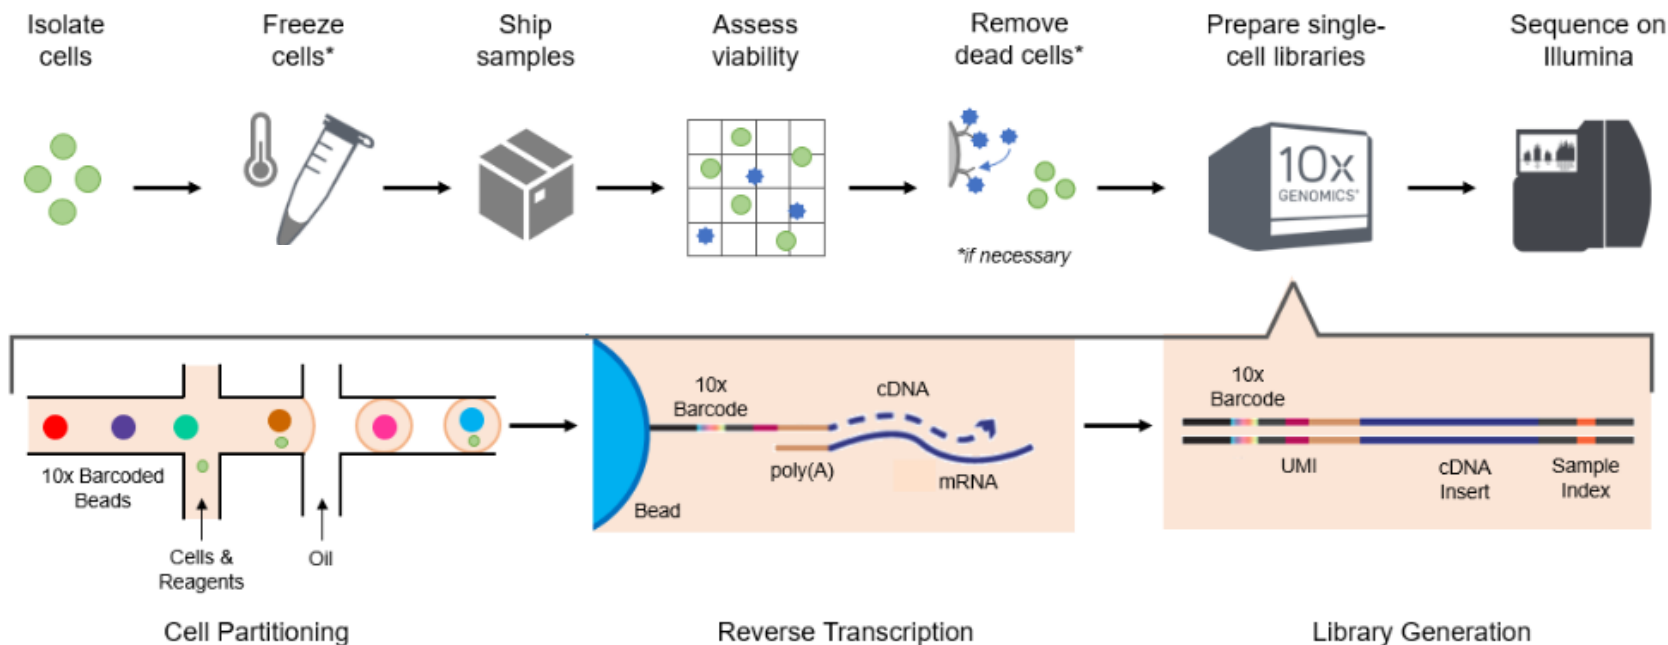 Isolate
cells
Freeze
cells*
Ship
samples
Assess
viability
Remove
dead cells*
Prepare single-
cell libraries
Sequence on
Illumina
10x
GENOMICS
*if necessary
10x Barcoded
Beads
Cells &
Reagents
Oil
Cell Partitioning
10x
Barcode
cDNA
poly(A)
mRNA
Bead
Reverse Transcription
10x
Barcode
UMI
cDNA
Insert
Sample
Index
Library Generation